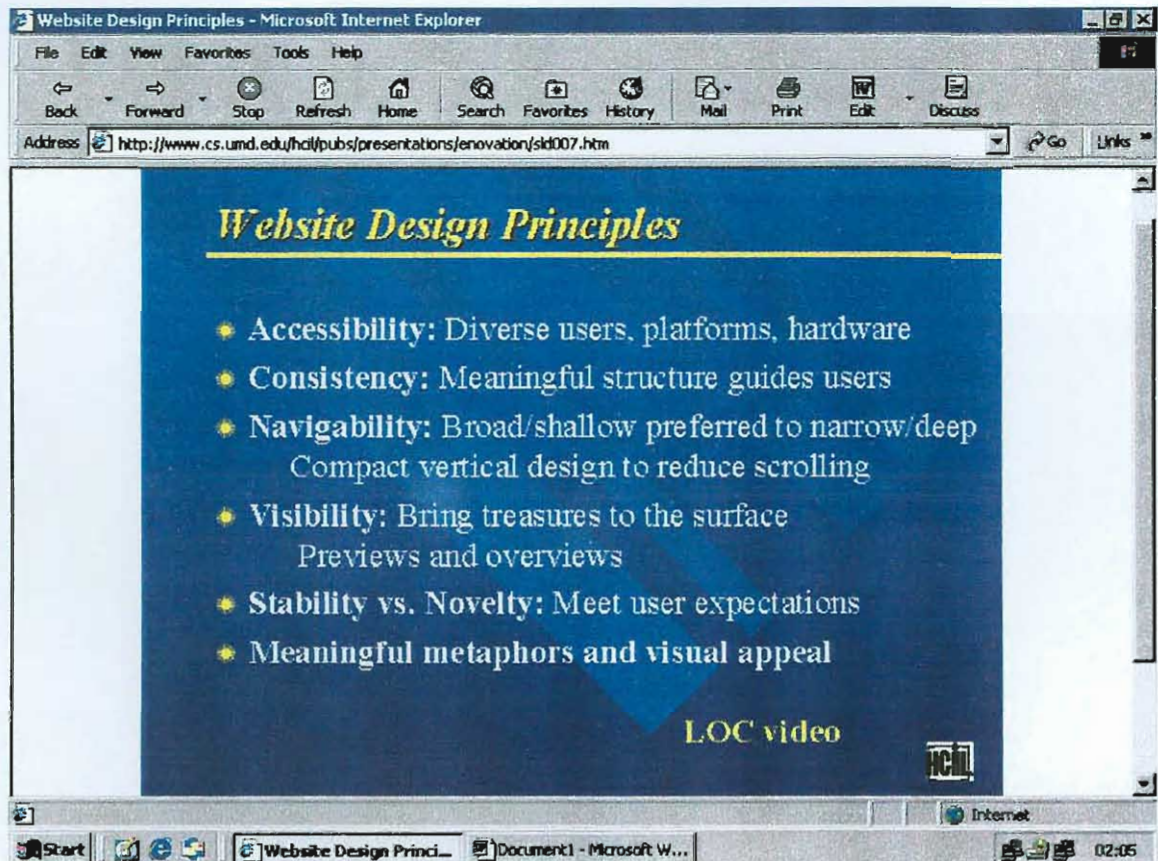 Website Design Principles - Microsoft Internet Explorer
File Edit View Favorites Tools Help
Back Forward Stop Refresh Home Search Favorites History Mail Print Edit Discuss
Address http://www.cs.umd.edu/hcil/pubs/presentations/enovation/sld007.htm Go Links »
Website Design Principles
Accessibility: Diverse users, platforms, hardware
Consistency: Meaningful structure guides users
Navigability: Broad/shallow preferred to narrow/deep
Compact vertical design to reduce scrolling
Visibility: Bring treasures to the surface
Previews and overviews
Stability vs. Novelty: Meet user expectations
Meaningful metaphors and visual appeal
LOC video
HCIL
Internet
Start Website Design Princi... Document1 - Microsoft W... 02:05